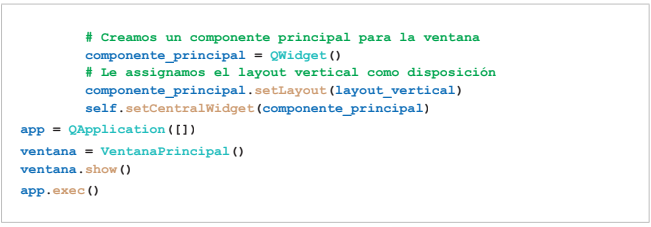 # Creamos un componente principal para la ventana
componente_principal = QWidget()
# Le assignamos el layout vertical como disposición
componente_principal.setLayout(layout_vertical)
self.setCentralWidget(componente_principal)
app = QApplication([])
ventana = VentanaPrincipal()
ventana.show()
app.exec()